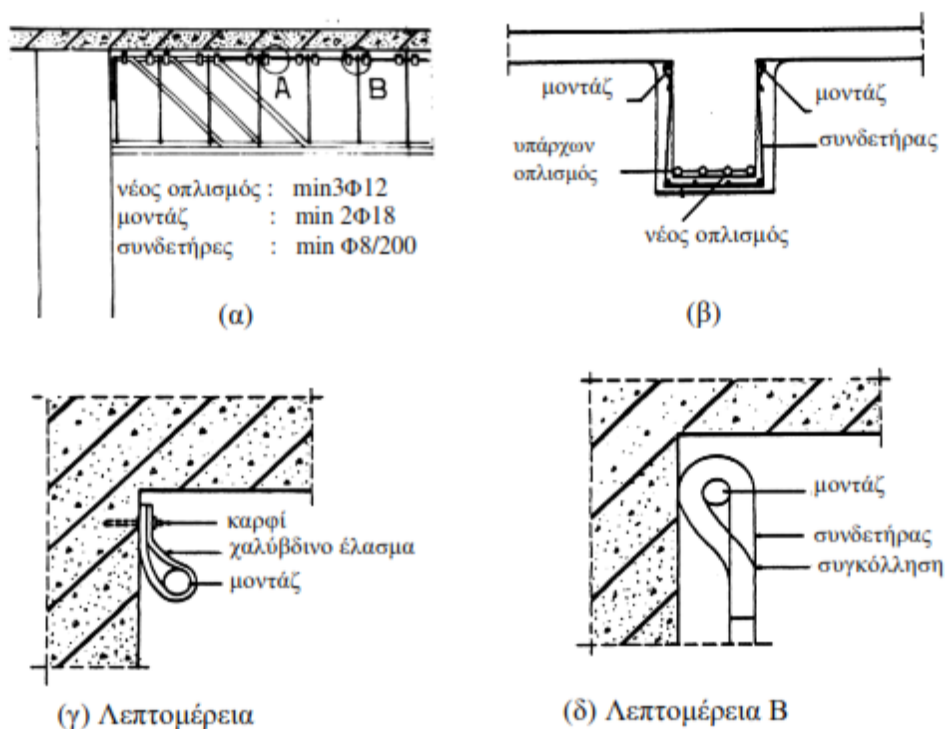 A
B
νέος οπλισμός : min3Φ12
μοντάζ : min 2Φ18
συνδετήρες : min Φ8/200
(α)
μοντάζ
μοντάζ
συνδετήρας
υπάρχων
οπλισμός
νέος οπλισμός
(β)
καρφί
χαλύβδινο έλασμα
μοντάζ
(γ) Λεπτομέρεια
μοντάζ
συνδετήρας
συγκόλληση
(δ) Λεπτομέρεια Β